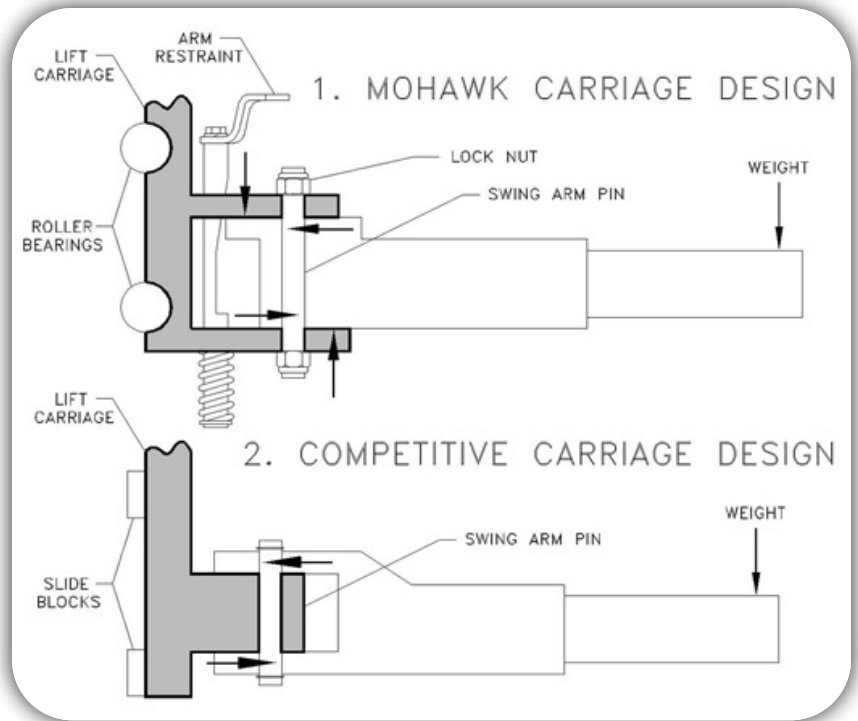 ARM
RESTRAINT
LIFT
CARRIAGE
1. MOHAWK CARRIAGE DESIGN
LOCK NUT
WEIGHT
SWING ARM PIN
ROLLER
BEARINGS
LIFT
CARRIAGE
2. COMPETITIVE CARRIAGE DESIGN
WEIGHT
SWING ARM PIN
SLIDE
BLOCKS